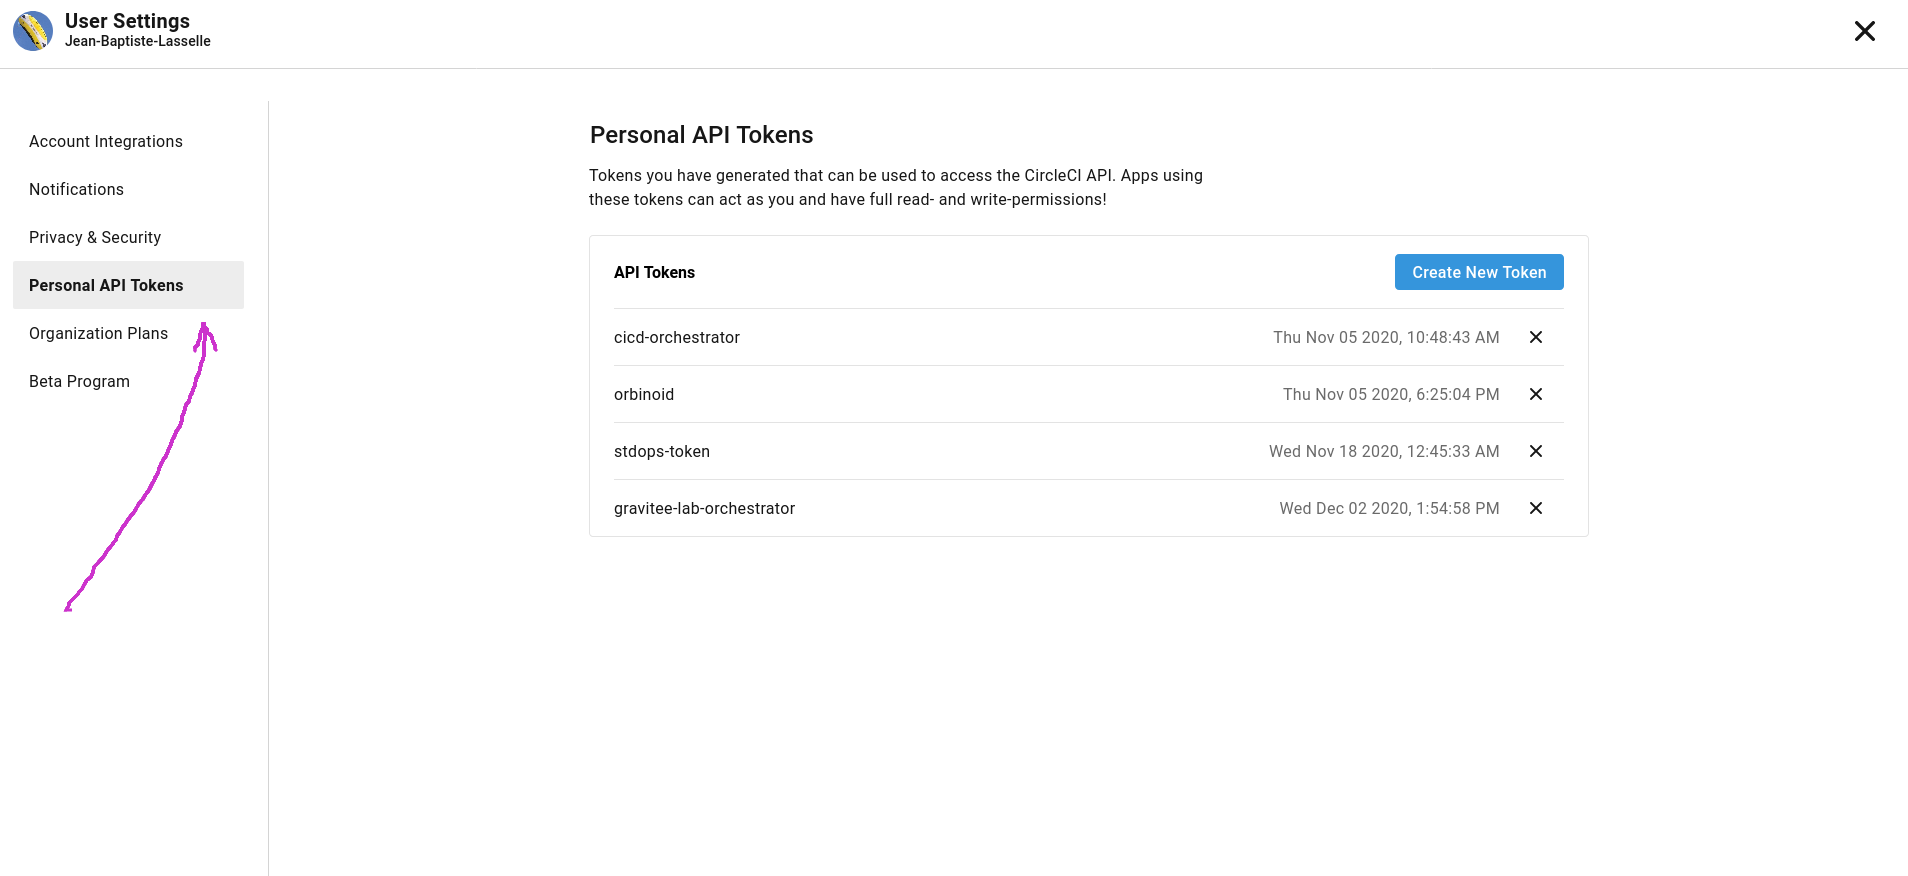 User Settings
Jean-Baptiste-Lasselle
Account Integrations
Notifications
Privacy & Security
Personal API Tokens
Organization Plans
Beta Program
Personal API Tokens
Tokens you have generated that can be used to access the CircleCI API. Apps using
these tokens can act as you and have full read- and write-permissions!
API Tokens
Create New Token
cicd-orchestrator Thu Nov 05 2020, 10:48:43 AM
orbinoid Thu Nov 05 2020, 6:25:04 PM
stdops-token Wed Nov 18 2020, 12:45:33 AM
gravitee-lab-orchestrator Wed Dec 02 2020, 1:54:58 PM